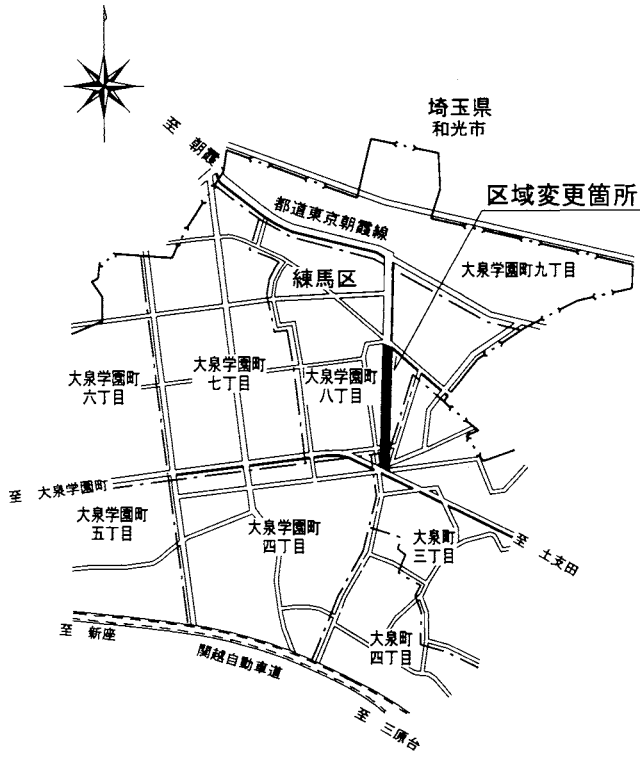 埼玉県
和光市
至 朝霞
区域変更箇所
都道東京朝霞線
大泉学園町九丁目
練馬区
大泉学園町
六丁目
大泉学園町
七丁目
大泉学園町
八丁目
至 大泉学園町
大泉学園町
五丁目
大泉学園町
四丁目
大泉町
三丁目
至 土支田
大泉町
四丁目
至 新座
関越自動車道
至 三原台